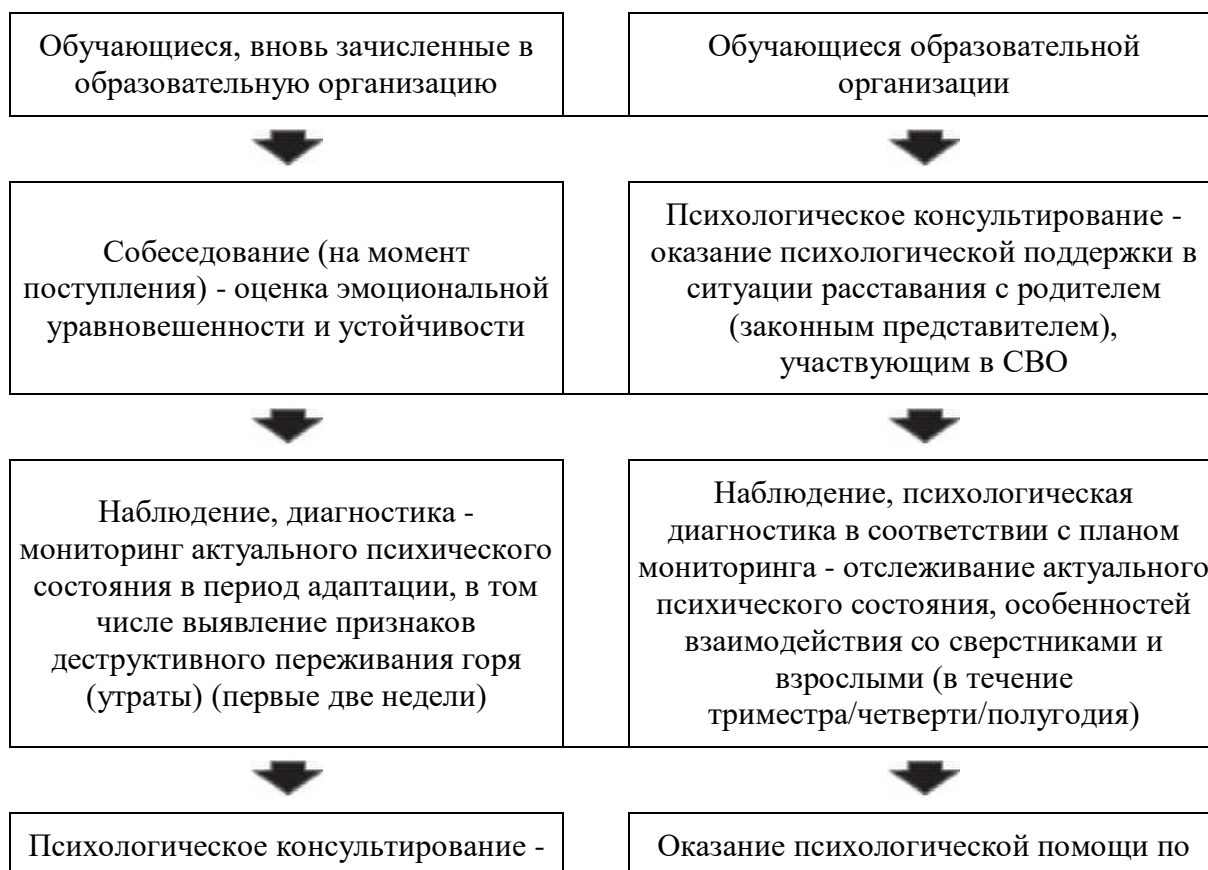 Обучающиеся, вновь зачисленные в
образовательную организацию
Обучающиеся образовательной
организации
Собеседование (на момент
поступления) - оценка эмоциональной
уравновешенности и устойчивости
Психологическое консультирование -
оказание психологической поддержки в
ситуации расставания с родителем
(законным представителем),
участвующим в СВО
Наблюдение, диагностика -
мониторинг актуального психического
состояния в период адаптации, в том
числе выявление признаков
деструктивного переживания горя
(утраты) (первые две недели)
Наблюдение, психологическая
диагностика в соответствии с планом
мониторинга - отслеживание актуального
психического состояния, особенностей
взаимодействия со сверстниками и
взрослыми (в течение
триместра/четверти/полугодия)
Психологическое консультирование -
Оказание психологической помощи по